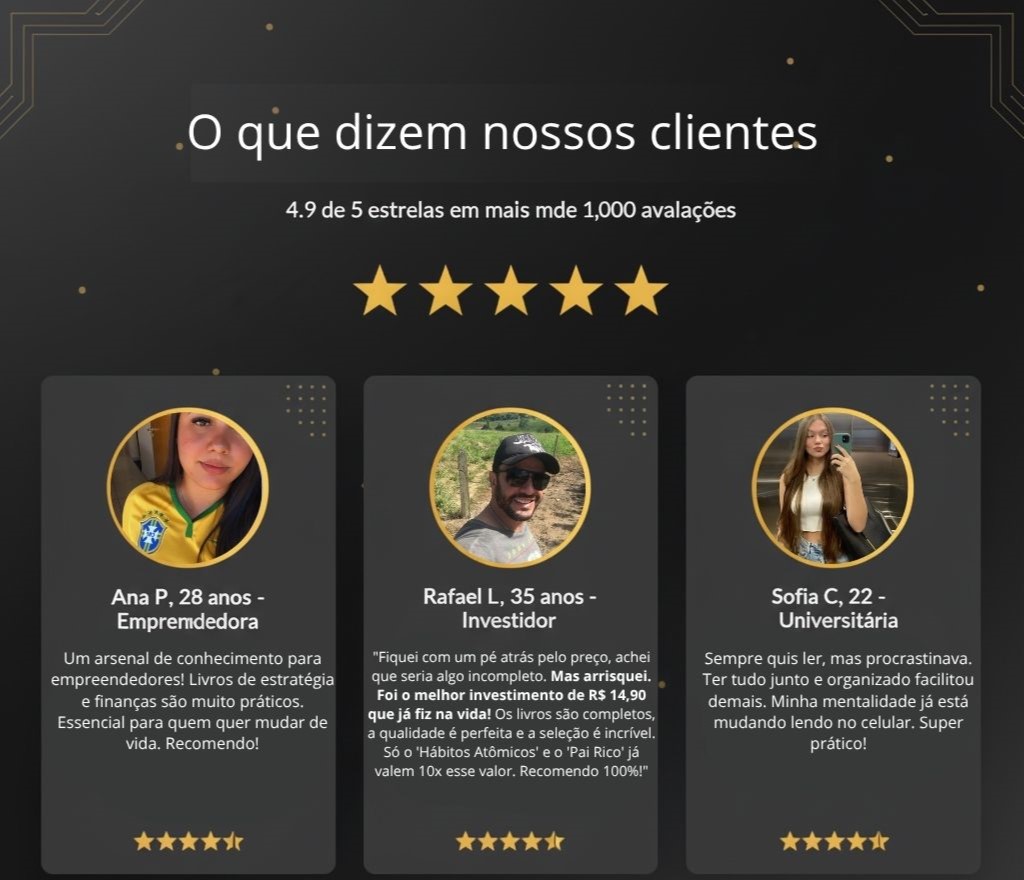 O que dizem nossos clientes
4.9 de 5 estrelas em mais mde 1,000 avalações
Ana P, 28 anos -
Emprenndedora
Um arsenal de conhecimento para
empreendedores! Livros de estratégia
e finanças são muito práticos.
Essencial para quem quer mudar de
vida. Recomendo!
Rafael L, 35 anos -
Investidor
"Fiquei com um pé atrás pelo preço, achei
que seria algo incompleto. Mas arrisquei.
Foi o melhor investimento de R$ 14,90
que já fiz na vida! Os livros são completos,
a qualidade é perfeita e a seleção é incrível.
Só o 'Hábitos Atômicos' e o 'Pai Rico' já
valem 10x esse valor. Recomendo 100%!"
Sofia C, 22 -
Universitária
Sempre quis ler, mas procrastinava.
Ter tudo junto e organizado facilitou
demais. Minha mentalidade já está
mudando lendo no celular. Super
prático!